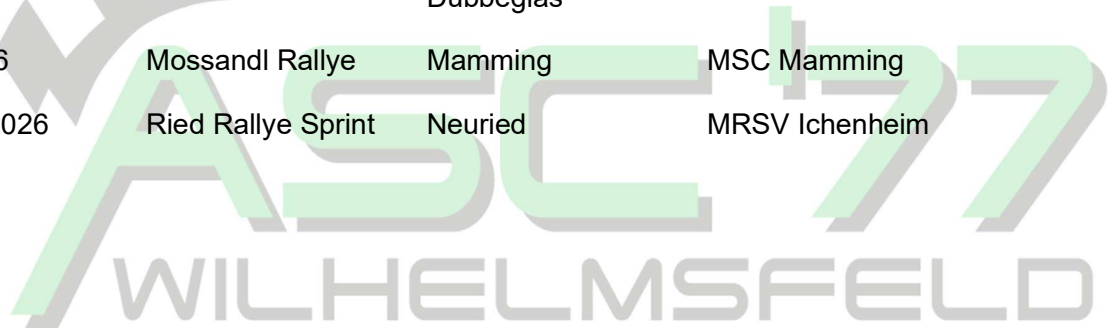 Dubbeglas
6 Mossandl Rallye Mamming MSC Mamming
026 Ried Rallye Sprint Neuried MRSV Ichenheim
ASC '77
WILHELMSFELD